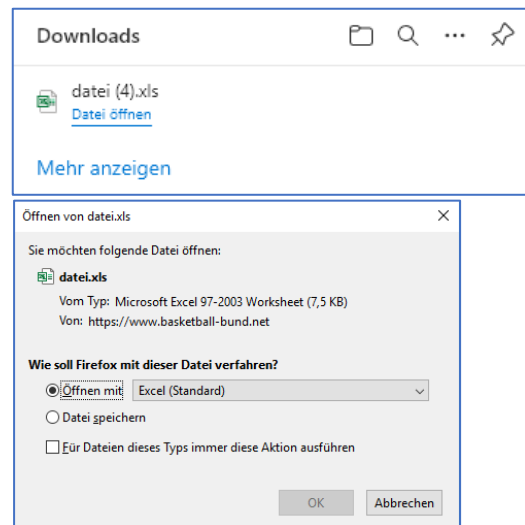 Downloads
datei (4).xls
Datei öffnen
Mehr anzeigen
Öffnen von datei.xls
Sie möchten folgende Datei öffnen:
datei.xls
Vom Typ: Microsoft Excel 97-2003 Worksheet (7,5 KB)
Von: https://www.basketball-bund.net
Wie soll Firefox mit dieser Datei verfahren?
Öffnen mit Excel (Standard)
Datei speichern
Für Dateien dieses Typs immer diese Aktion ausführen
OK Abbrechen